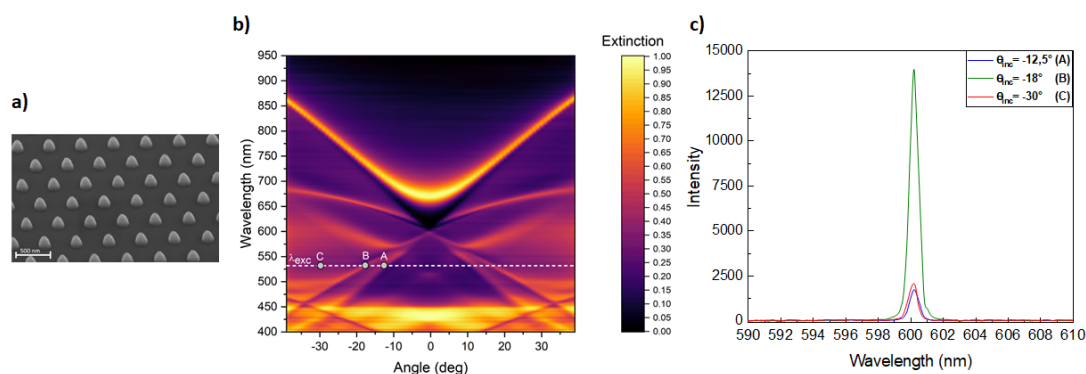 a)
500 nm
b)
Extinction
Wavelength (nm)
950
900
850
800
750
700
650
600
550
500
450
400
λexc
C
B
A
-30
-20
-10
0
10
20
30
Angle (deg)
1.00
0.95
0.90
0.85
0.80
0.75
0.70
0.65
0.60
0.55
0.50
0.45
0.40
0.35
0.30
0.25
0.20
0.15
0.10
0.05
0.00
c)
Intensity
15000
12500
10000
7500
5000
2500
0
θinc= -12,5° (A)
θinc= -18° (B)
θinc= -30° (C)
590 592 594 596 598 600 602 604 606 608 610
Wavelength (nm)